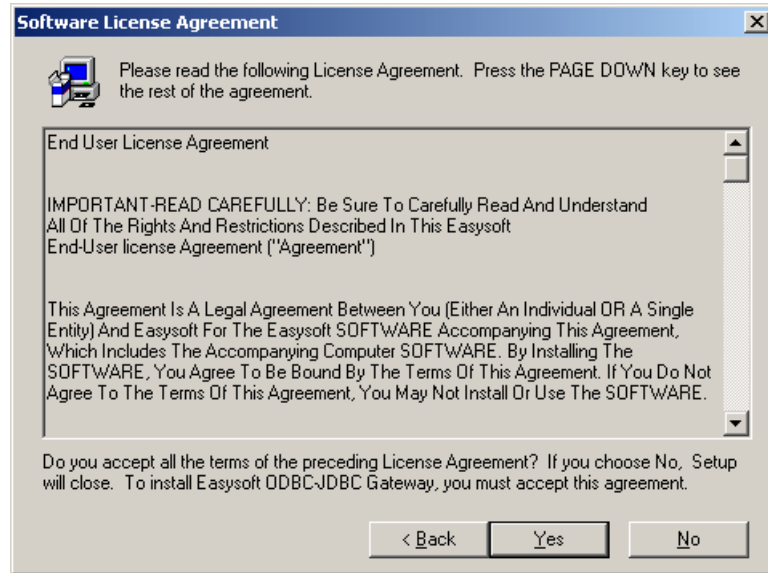 Software License Agreement
Please read the following License Agreement. Press the PAGE DOWN key to see
the rest of the agreement.
End User License Agreement
IMPORTANT-READ CAREFULLY: Be Sure To Carefully Read And Understand
All Of The Rights And Restrictions Described In This Easysoft
End-User license Agreement ("Agreement")
This Agreement Is A Legal Agreement Between You (Either An Individual OR A Single
Entity) And Easysoft For The Easysoft SOFTWARE Accompanying This Agreement,
Which Includes The Accompanying Computer SOFTWARE. By Installing The
SOFTWARE, You Agree To Be Bound By The Terms Of This Agreement. If You Do Not
Agree To The Terms Of This Agreement, You May Not Install Or Use The SOFTWARE.
Do you accept all the terms of the preceding License Agreement? If you choose No, Setup
will close. To install Easysoft ODBC-JDBC Gateway, you must accept this agreement.
< Back Yes No